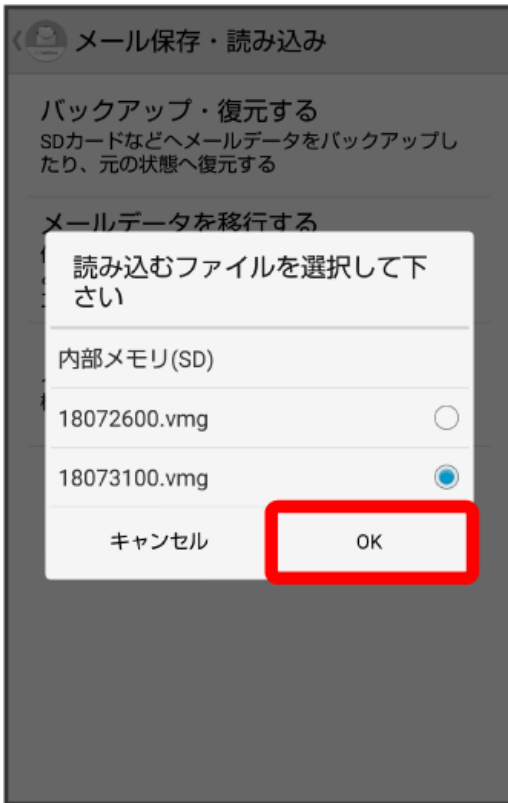 メール保存・読み込み
バックアップ・復元する
SDカードなどへメールデータをバックアップし
たり、元の状態へ復元する
メールデータを移行する
読み込むファイルを選択して下
さい
内部メモリ(SD)
18072600.vmg
18073100.vmg
キャンセル
OK